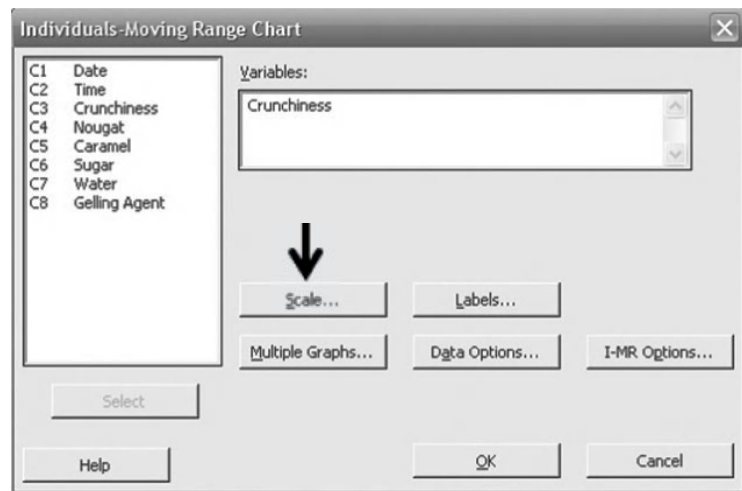 Individuals-Moving Range Chart
C1 Date
C2 Time
C3 Crunchiness
C4 Nougat
C5 Caramel
C6 Sugar
C7 Water
C8 Gelling Agent
Variables:
Crunchiness
Scale...
Labels...
Multiple Graphs...
Data Options...
I-MR Options...
Select
Help
OK
Cancel